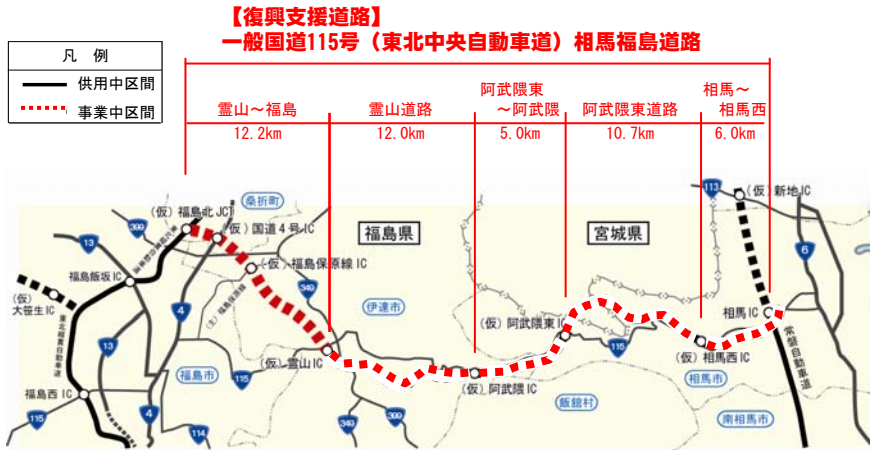 【復興支援道路】
一般国道115号（東北中央自動車道）相馬福島道路
凡 例
供用中区間
事業中区間
霊山～福島
12.2km
霊山道路
12.0km
阿武隈東
～阿武隈
5.0km
阿武隈東道路
10.7km
相馬～
相馬西
6.0km
桑折町
(仮) 福島北JCT
(仮) 国道4号IC
福島県
宮城県
113
(仮) 新地IC
399
13
6
福島飯坂IC
(仮) 福島保原線IC
(主) 福島保原線
349
伊達市
(仮)
大笹生IC
4
東北縦貫自動車道
13
(仮) 阿武隈東IC
相馬IC
(仮) 霊山IC
115
(仮) 相馬西IC
常磐自動車道
福島市
115
福島西IC
(仮) 阿武隈IC
相馬市
飯舘村
115
4
114
349
399
南相馬市